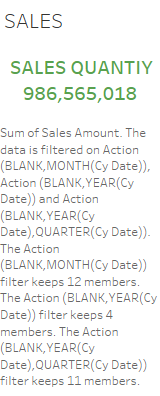 SALES
SALES QUANTIY
986,565,018
Sum of Sales Amount. The
data is filtered on Action
(BLANK,MONTH(Cy Date)),
Action (BLANK,YEAR(Cy
Date)) and Action
(BLANK,YEAR(Cy
Date),QUARTER(Cy Date)).
The Action
(BLANK,MONTH(Cy Date))
filter keeps 12 members.
The Action (BLANK,YEAR(Cy
Date)) filter keeps 4
members. The Action
(BLANK,YEAR(Cy
Date),QUARTER(Cy Date))
filter keeps 11 members.